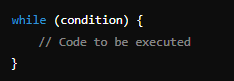 while (condition) {
    // Code to be executed
}